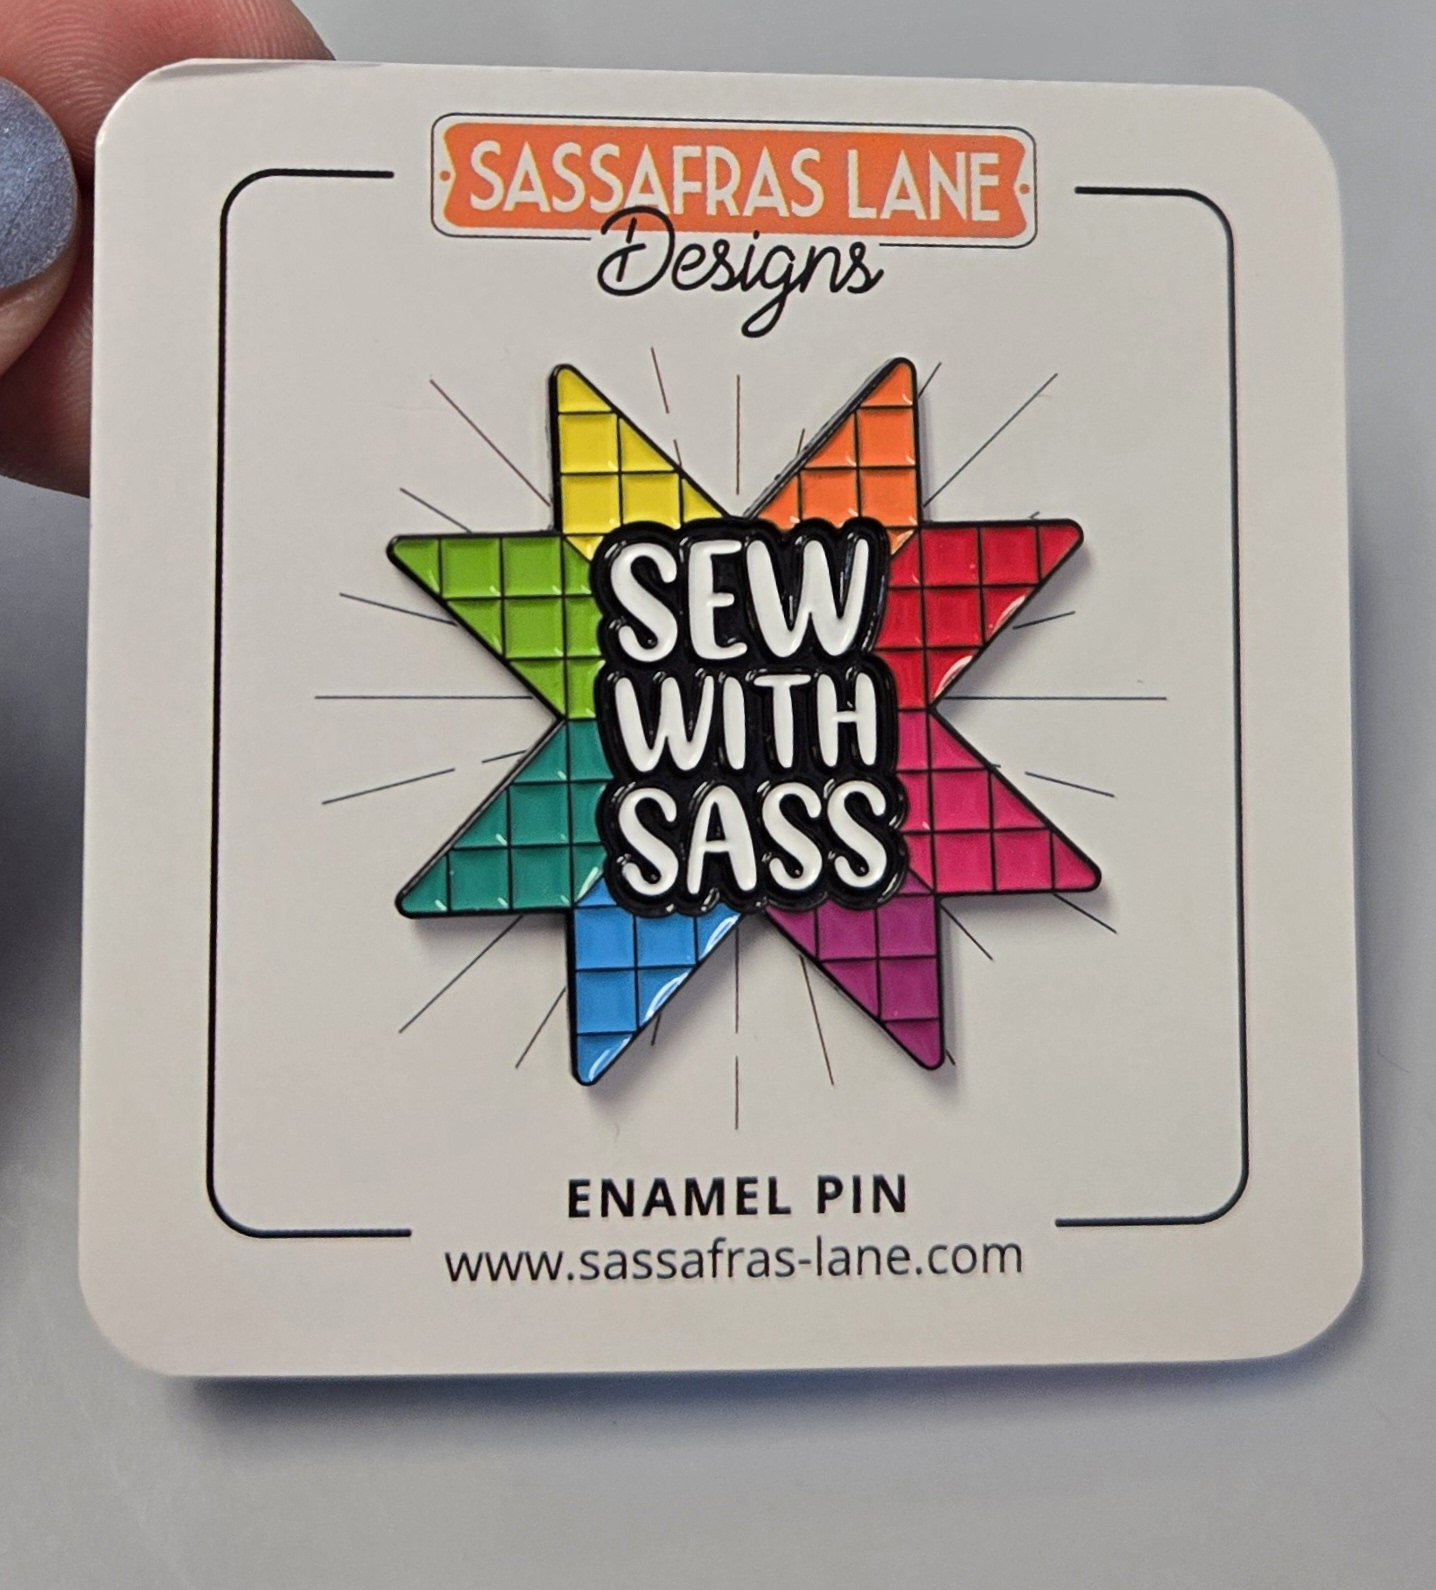 SASSAFRAS LANE
Designs
SEW
WITH
SASS
ENAMEL PIN
www.sassafras-lane.com